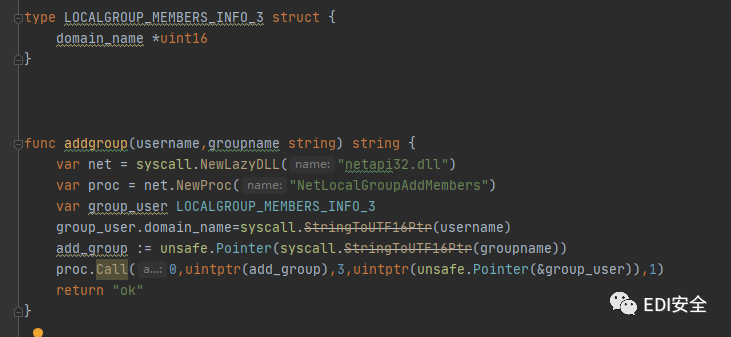 type LOCALGROUP_MEMBERS_INFO_3 struct {
domain_name *uint16
}
func addgroup(username,groupname string) string {
var net = syscall.NewLazyDLL( name: "netapi32.dll")
var proc = net.NewProc( name: "NetLocalGroupAddMembers")
var group_user LOCALGROUP_MEMBERS_INFO_3
group_user.domain_name=syscall.StringToUTF16Ptr(username)
add_group := unsafe.Pointer(syscall.StringToUTF16Ptr(groupname))
proc.Call( a...: 0,uintptr(add_group),3,uintptr(unsafe.Pointer(&group_user)),1)
return "ok"
}
EDI安全